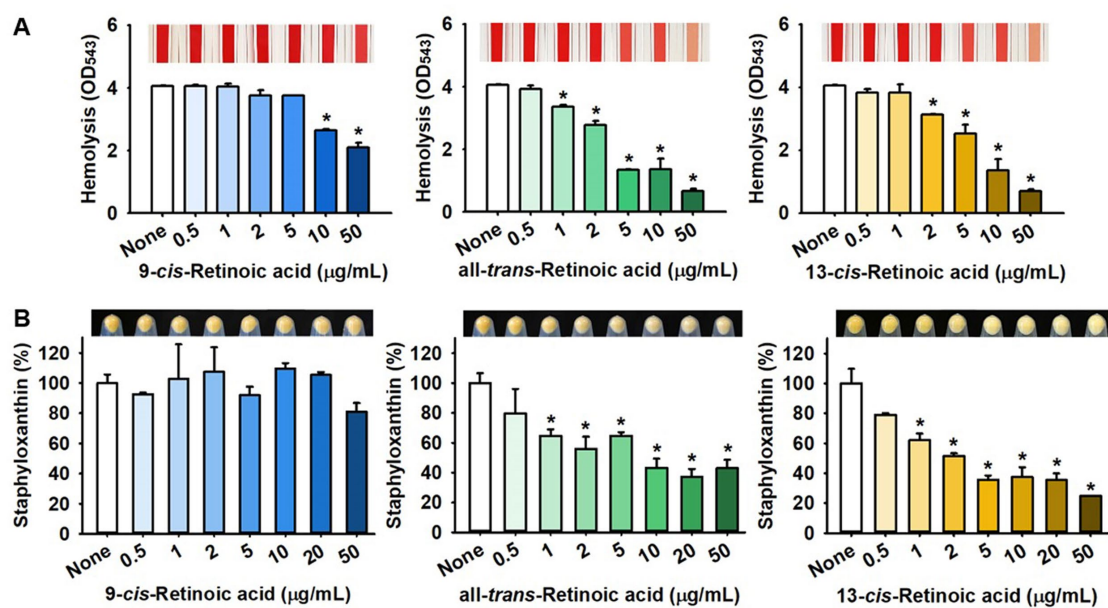 A
6
4
2
0
Hemolysis (OD543)
None 0.5 1 2 5 10 50
* *
9-cis-Retinoic acid (μg/mL)
6
4
2
0
Hemolysis (OD543)
None 0.5 1 2 5 10 50
* * * * *
all-trans-Retinoic acid (μg/mL)
6
4
2
0
Hemolysis (OD543)
None 0.5 1 2 5 10 50
* * * *
13-cis-Retinoic acid (μg/mL)
B
120
100
80
60
40
20
0
Staphyloxanthin (%)
None 0.5 1 2 5 10 20 50
9-cis-Retinoic acid (μg/mL)
120
100
80
60
40
20
0
Staphyloxanthin (%)
None 0.5 1 2 5 10 20 50
* * * * * *
all-trans-Retinoic acid (μg/mL)
120
100
80
60
40
20
0
Staphyloxanthin (%)
None 0.5 1 2 5 10 20 50
* * * * * *
13-cis-Retinoic acid (μg/mL)